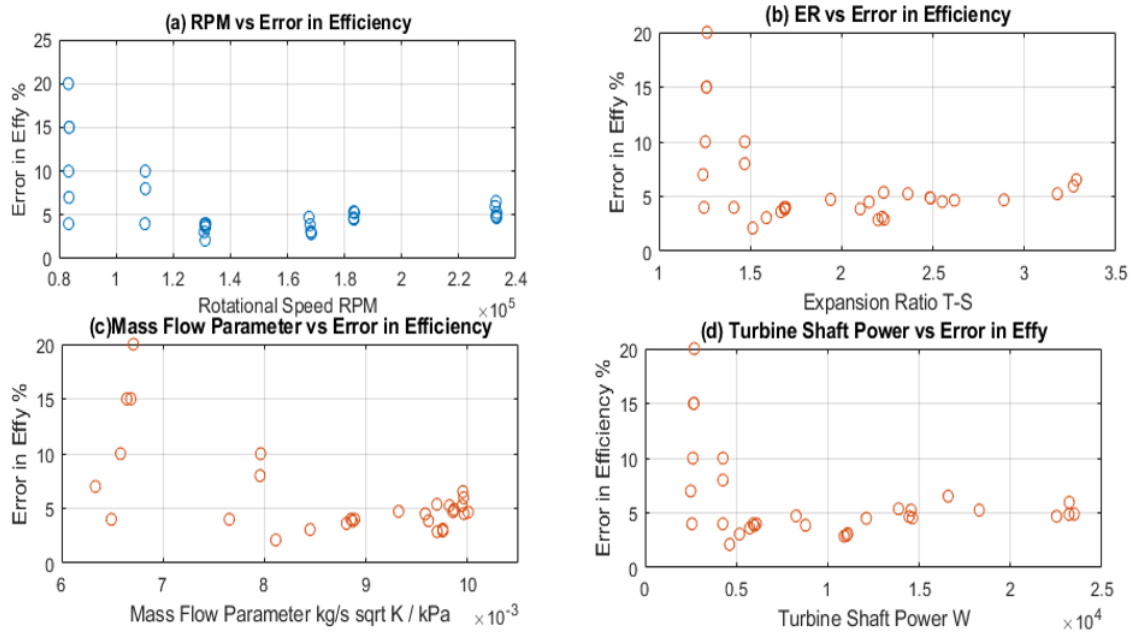 (a) RPM vs Error in Efficiency
25
20
15
10
5
0
Error in Effy %
0.8 1 1.2 1.4 1.6 1.8 2 2.2 2.4
Rotational Speed RPM ×10^5
(b) ER vs Error in Efficiency
20
15
10
5
0
Error in Effy %
1 1.5 2 2.5 3 3.5
Expansion Ratio T-S
(c)Mass Flow Parameter vs Error in Efficiency
20
15
10
5
0
Error in Effy %
6 7 8 9 10
Mass Flow Parameter kg/s sqrt K / kPa ×10^-3
(d) Turbine Shaft Power vs Error in Effy
20
15
10
5
0
Error in Efficiency %
0 0.5 1 1.5 2 2.5
Turbine Shaft Power W ×10^4